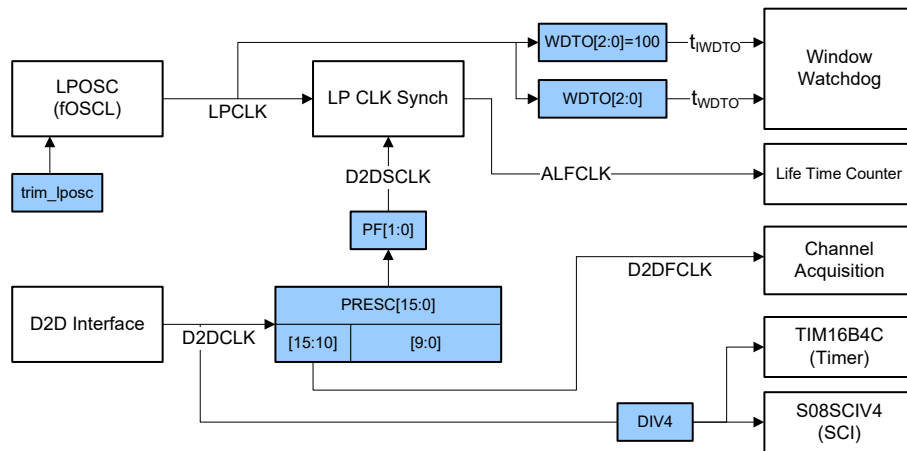 LPOSC
(fOSCL)
LPCLK
LP CLK Synch
WDTO[2:0]=100
tIWDTO
WDTO[2:0]
tWDTO
Window
Watchdog
trim_lposc
D2DSCLK
ALFCLK
Life Time Counter
PF[1:0]
D2DFCLK
Channel
Acquisition
D2D Interface
D2DCLK
PRESC[15:0]
[15:10]
[9:0]
TIM16B4C
(Timer)
DIV4
S08SCIV4
(SCI)